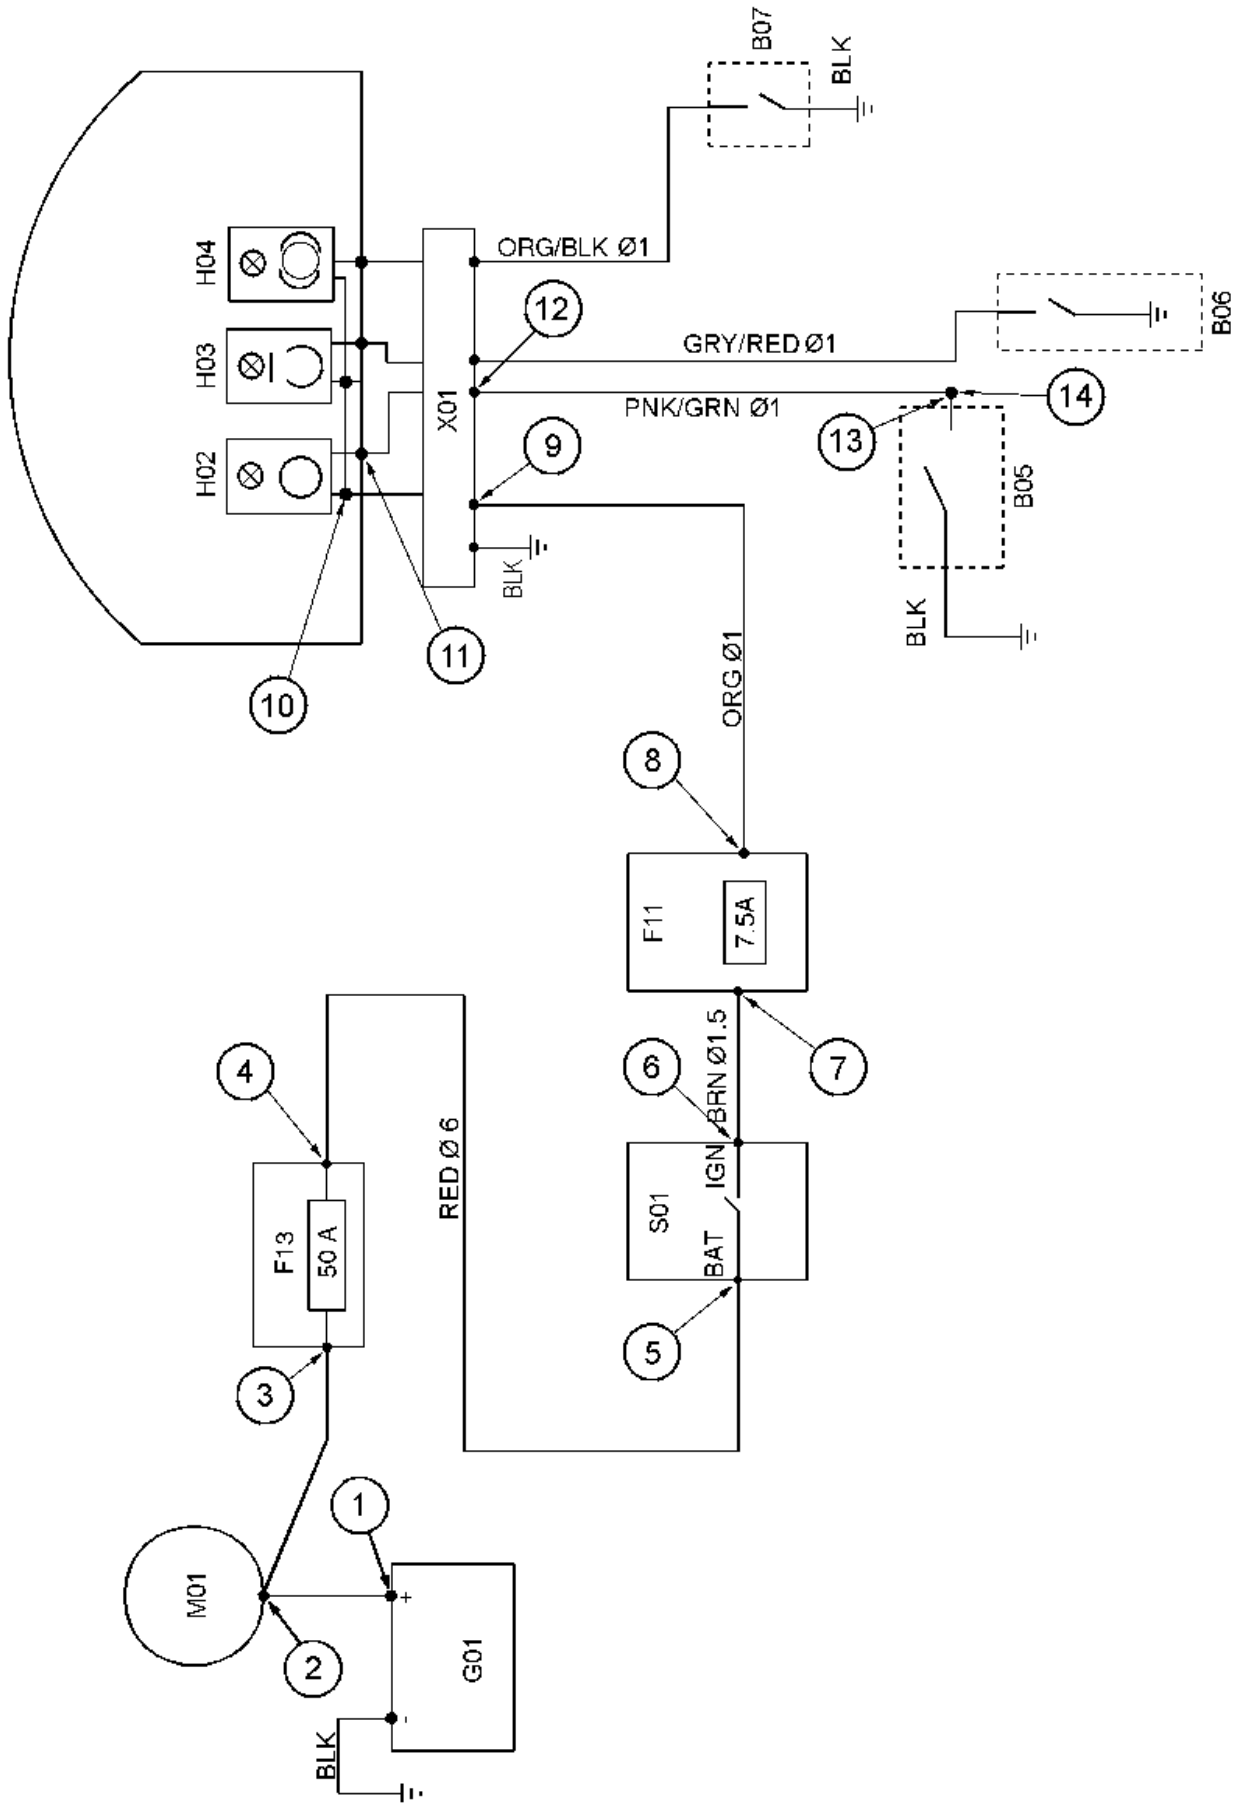 B07
BLK
H04
ORG/BLK Ø1
12
B06
H03
GRY/RED Ø1
X01
PNK/GRN Ø1
13
14
H02
9
B05
BLK
BLK
11
10
ORG Ø1
8
F11
7.5A
4
6
BRN Ø1.5
7
RED Ø 6
IGN
S01
F13
50 A
BAT
5
3
1
M01
+
2
G01
-
BLK